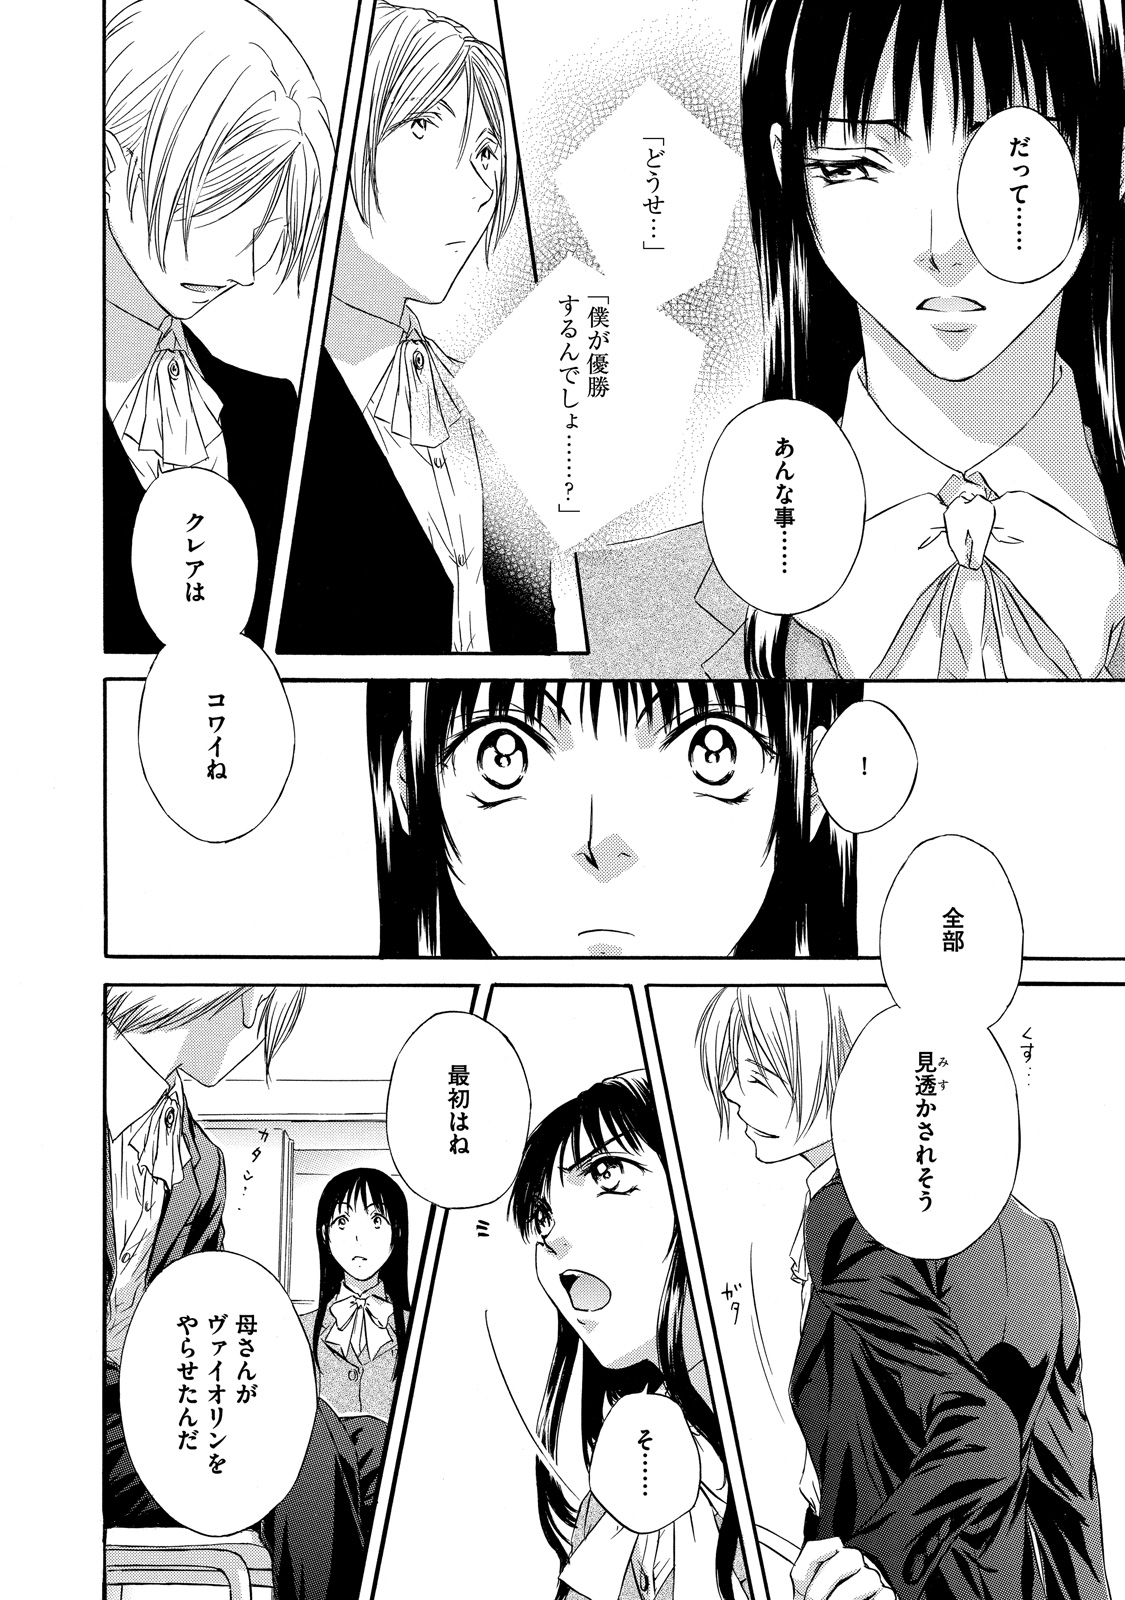 だって……
あんな事……
「どうせ…」
「僕が優勝
するんでしょ……?」
クレアは
コワイね
！
全部
見透かされそう
みす
くす…
ガタ
そ……
最初はね
カタン…
母さんが
ヴァイオリンを
やらせたんだ